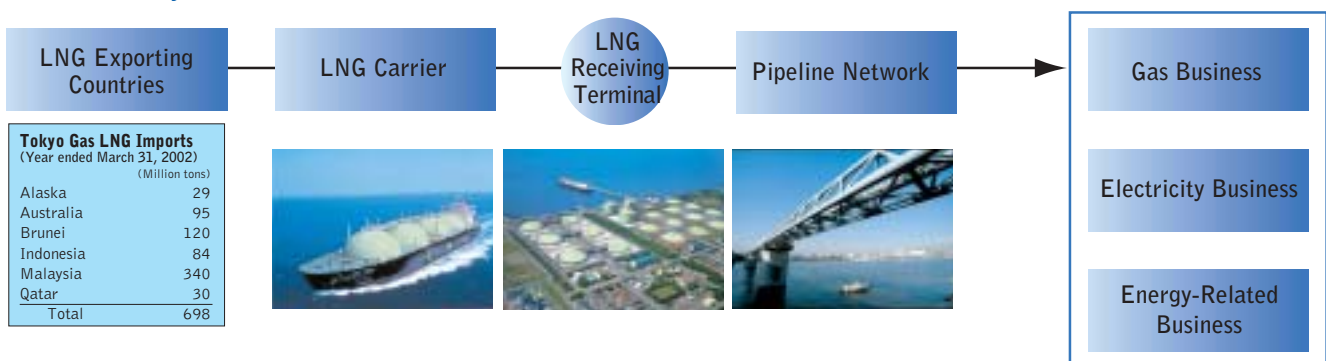 LNG Exporting
Countries
LNG Carrier
LNG
Receiving
Terminal
Pipeline Network
Gas Business
Electricity Business
Energy-Related
Business
Tokyo Gas LNG Imports
(Year ended March 31, 2002)
(Million tons)
Alaska 29
Australia 95
Brunei 120
Indonesia 84
Malaysia 340
Qatar 30
Total 698